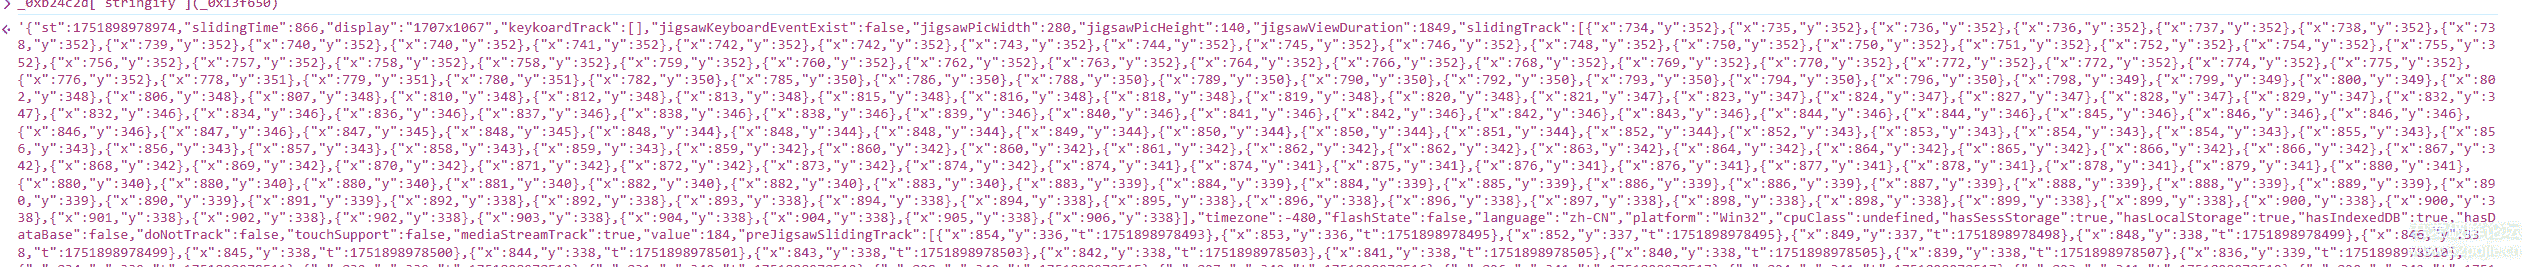 _0xb24c2d["stringify"](_0x13f650)
'{"st":1751898978974,"slidingTime":866,"display":"1707x1067","keykoardTrack":[],"jigsawKeyboardEventExist":false,"jigsawPicWidth":280,"jigsawPicHeight":140,"jigsawViewDuration":1849,"slidingTrack":[{"x":734,"y":352},{"x":735,"y":352},{"x":736,"y":352},{"x":736,"y":352},{"x":737,"y":352},{"x":738,"y":352},{"x":73
8,"y":352},{"x":739,"y":352},{"x":740,"y":352},{"x":740,"y":352},{"x":741,"y":352},{"x":742,"y":352},{"x":742,"y":352},{"x":743,"y":352},{"x":744,"y":352},{"x":745,"y":352},{"x":746,"y":352},{"x":748,"y":352},{"x":750,"y":352},{"x":750,"y":352},{"x":751,"y":352},{"x":752,"y":352},{"x":754,"y":352},{"x":755,"y":3
52},{"x":756,"y":352},{"x":757,"y":352},{"x":758,"y":352},{"x":758,"y":352},{"x":759,"y":352},{"x":760,"y":352},{"x":762,"y":352},{"x":763,"y":352},{"x":764,"y":352},{"x":766,"y":352},{"x":768,"y":352},{"x":769,"y":352},{"x":770,"y":352},{"x":772,"y":352},{"x":772,"y":352},{"x":774,"y":352},{"x":775,"y":352},
{"x":776,"y":352},{"x":778,"y":351},{"x":779,"y":351},{"x":780,"y":351},{"x":782,"y":350},{"x":785,"y":350},{"x":786,"y":350},{"x":788,"y":350},{"x":789,"y":350},{"x":790,"y":350},{"x":792,"y":350},{"x":793,"y":350},{"x":794,"y":350},{"x":796,"y":350},{"x":798,"y":349},{"x":799,"y":349},{"x":800,"y":349},{"x":80
2,"y":348},{"x":806,"y":348},{"x":807,"y":348},{"x":810,"y":348},{"x":812,"y":348},{"x":813,"y":348},{"x":815,"y":348},{"x":816,"y":348},{"x":818,"y":348},{"x":819,"y":348},{"x":820,"y":348},{"x":821,"y":347},{"x":823,"y":347},{"x":824,"y":347},{"x":827,"y":347},{"x":828,"y":347},{"x":829,"y":347},{"x":832,"y":3
47},{"x":832,"y":346},{"x":834,"y":346},{"x":836,"y":346},{"x":837,"y":346},{"x":838,"y":346},{"x":838,"y":346},{"x":839,"y":346},{"x":840,"y":346},{"x":841,"y":346},{"x":842,"y":346},{"x":842,"y":346},{"x":843,"y":346},{"x":844,"y":346},{"x":844,"y":346},{"x":845,"y":346},{"x":846,"y":346},{"x":846,"y":346},
{"x":846,"y":346},{"x":847,"y":346},{"x":847,"y":345},{"x":848,"y":345},{"x":848,"y":344},{"x":848,"y":344},{"x":848,"y":344},{"x":849,"y":344},{"x":850,"y":344},{"x":850,"y":344},{"x":851,"y":344},{"x":852,"y":344},{"x":852,"y":343},{"x":853,"y":343},{"x":854,"y":343},{"x":854,"y":343},{"x":855,"y":343},{"x":85
6,"y":343},{"x":856,"y":343},{"x":857,"y":343},{"x":858,"y":343},{"x":859,"y":343},{"x":859,"y":342},{"x":860,"y":342},{"x":860,"y":342},{"x":861,"y":342},{"x":862,"y":342},{"x":862,"y":342},{"x":863,"y":342},{"x":864,"y":342},{"x":864,"y":342},{"x":865,"y":342},{"x":866,"y":342},{"x":866,"y":342},{"x":867,"y":3
42},{"x":868,"y":342},{"x":869,"y":342},{"x":870,"y":342},{"x":871,"y":342},{"x":872,"y":342},{"x":873,"y":342},{"x":874,"y":342},{"x":874,"y":341},{"x":874,"y":341},{"x":875,"y":341},{"x":876,"y":341},{"x":876,"y":341},{"x":877,"y":341},{"x":878,"y":341},{"x":878,"y":341},{"x":879,"y":341},{"x":880,"y":341},
{"x":880,"y":340},{"x":880,"y":340},{"x":880,"y":340},{"x":881,"y":340},{"x":882,"y":340},{"x":882,"y":340},{"x":883,"y":340},{"x":883,"y":339},{"x":884,"y":339},{"x":884,"y":339},{"x":885,"y":339},{"x":886,"y":339},{"x":886,"y":339},{"x":887,"y":339},{"x":888,"y":339},{"x":888,"y":339},{"x":889,"y":339},{"x":89
0,"y":339},{"x":890,"y":339},{"x":891,"y":339},{"x":892,"y":338},{"x":892,"y":338},{"x":893,"y":338},{"x":894,"y":338},{"x":894,"y":338},{"x":895,"y":338},{"x":896,"y":338},{"x":896,"y":338},{"x":897,"y":338},{"x":898,"y":338},{"x":898,"y":338},{"x":899,"y":338},{"x":900,"y":338},{"x":900,"y":338},{"x":900,"y":3
38},{"x":901,"y":338},{"x":902,"y":338},{"x":902,"y":338},{"x":903,"y":338},{"x":904,"y":338},{"x":904,"y":338},{"x":905,"y":338},{"x":906,"y":338}],"timezone":-480,"flashState":false,"language":"zh-CN","platform":"Win32","cpuClass":undefined,"hasSessStorage":true,"hasLocalStorage":true,"hasIndexedDB":true,"hasD
ataBase":false,"doNotTrack":false,"touchSupport":false,"mediaStreamTrack":true,"value":184,"preJigsawSlidingTrack":[{"x":854,"y":336,"t":1751898978493},{"x":853,"y":336,"t":1751898978495},{"x":852,"y":337,"t":1751898978495},{"x":849,"y":337,"t":1751898978498},{"x":848,"y":338,"t":1751898978499},{"x":846,"y":33
8,"t":1751898978499},{"x":845,"y":338,"t":1751898978500},{"x":844,"y":338,"t":1751898978501},{"x":843,"y":338,"t":1751898978503},{"x":842,"y":338,"t":1751898978503},{"x":841,"y":338,"t":1751898978505},{"x":840,"y":338,"t":1751898978505},{"x":839,"y":338,"t":1751898978507},{"x":836,"y":339,"t":1751898978510},